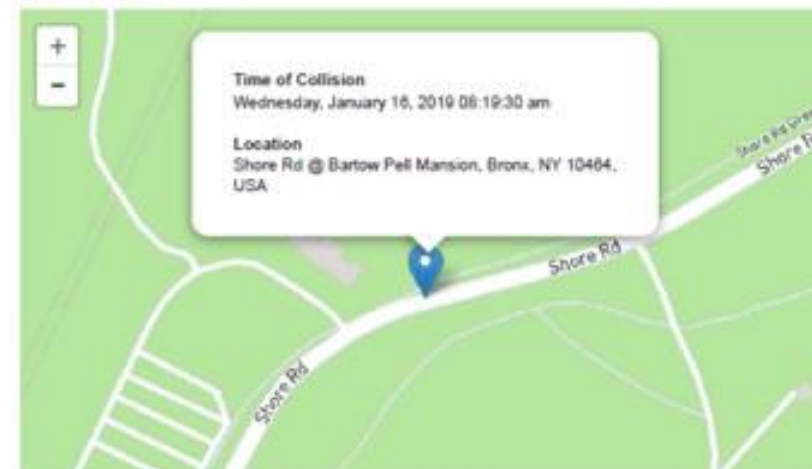 +
-
Time of Collision
Wednesday, January 16, 2019 08:19:30 am
Location
Shore Rd @ Bartow Pell Mansion, Bronx, NY 10464,
USA
Shore Rd
Shore
Shore Rd
Shore Rd